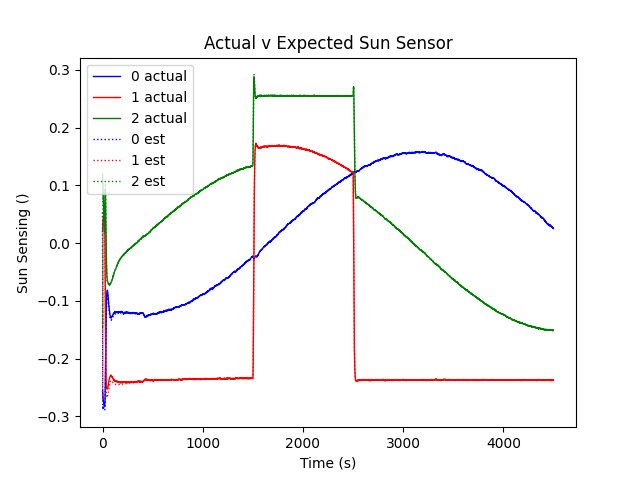 Actual v Expected Sun Sensor
0.3
0.2
0.1
0.0
−0.1
−0.2
−0.3
Sun Sensing ()
0 actual
1 actual
2 actual
0 est
1 est
2 est
0
1000
2000
3000
4000
Time (s)